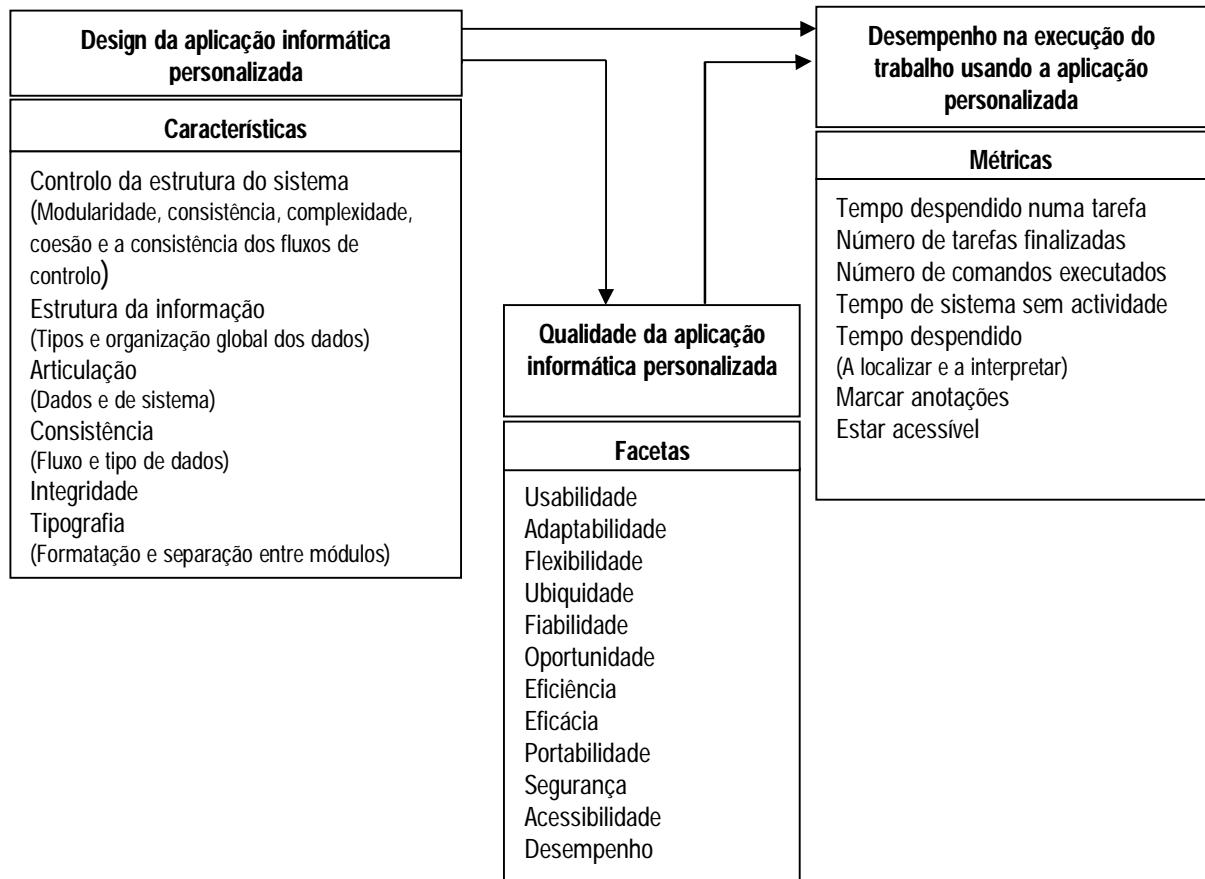 Design da aplicação informática
personalizada
Características
Controlo da estrutura do sistema
(Modularidade, consistência, complexidade,
coesão e a consistência dos fluxos de
controlo)
Estrutura da informação
(Tipos e organização global dos dados)
Articulação
(Dados e de sistema)
Consistência
(Fluxo e tipo de dados)
Integridade
Tipografia
(Formatação e separação entre módulos)
Qualidade da aplicação
informática personalizada
Facetas
Usabilidade
Adaptabilidade
Flexibilidade
Ubiquidade
Fiabilidade
Oportunidade
Eficiência
Eficácia
Portabilidade
Segurança
Acessibilidade
Desempenho
Desempenho na execução do
trabalho usando a aplicação
personalizada
Métricas
Tempo despendido numa tarefa
Número de tarefas finalizadas
Número de comandos executados
Tempo de sistema sem actividade
Tempo despendido
(A localizar e a interpretar)
Marcar anotações
Estar acessível